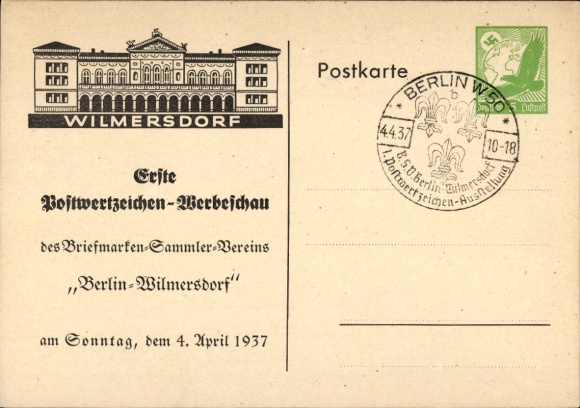 WILMERSDORF
Erste
Postwertzeichen-Werbeschau
des Briefmarken-Sammler-Vereins
„Berlin-Wilmersdorf“
am Sonntag, dem 4. April 1937
Postkarte
5 Luftpost
* BERLIN W 50 *
b
4.4.37
10-18
B.S.V. Berlin Wilmersdorf
1. Postwertzeichen-Ausstellung